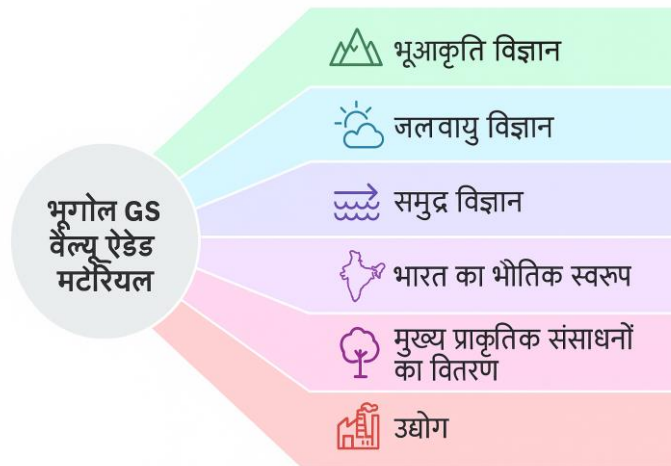 भूगोल GS
वैल्यू ऐडेड
मटेरियल
भूआकृति विज्ञान
जलवायु विज्ञान
समुद्र विज्ञान
भारत का भौतिक स्वरूप
मुख्य प्राकृतिक संसाधनों
का वितरण
उद्योग